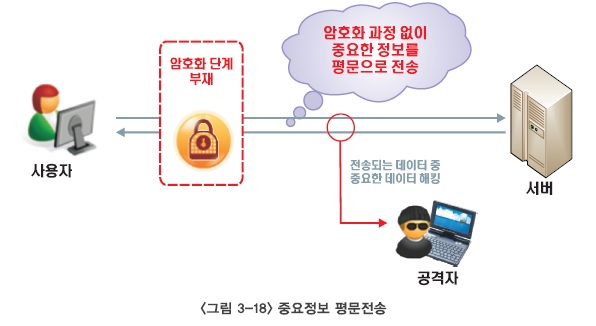 암호화 과정 없이
중요한 정보를
평문으로 전송
암호화 단계
부재
사용자
전송되는 데이터 중
중요한 데이터 해킹
서버
공격자
<그림 3-18> 중요정보 평문전송